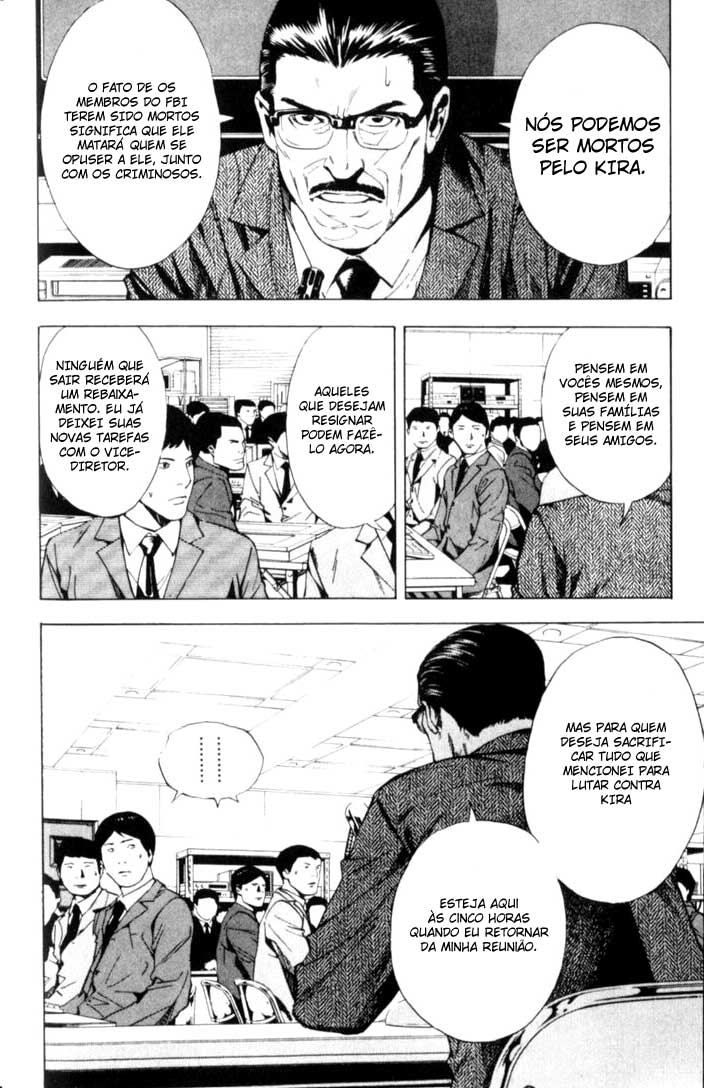 NÓS PODEMOS
SER MORTOS
PELO KIRA.
O FATO DE OS
MEMBROS DO FBI
TEREM SIDO MORTOS
SIGNIFICA QUE ELE
MATARÁ QUEM SE
OPUSER A ELE, JUNTO
COM OS CRIMINOSOS.
PENSEM EM
VOCÊS MESMOS,
PENSEM EM
SUAS FAMÍLIAS
E PENSEM EM
SEUS AMIGOS.
AQUELES
QUE DESEJAM
RESIGNAR
PODEM FAZÊ-
LO AGORA.
NINGUÉM QUE
SAIR RECEBERÁ
UM REBAIXA-
MENTO. EU JÁ
DEIXEI SUAS
NOVAS TAREFAS
COM O VICE-
DIRETOR.
MAS PARA QUEM
DESEJA SACRIFI-
CAR TUDO QUE
MENCIONEI PARA
LUTAR CONTRA
KIRA
ESTEJA AQUI
ÀS CINCO HORAS
QUANDO EU RETORNAR
DA MINHA REUNIÃO.